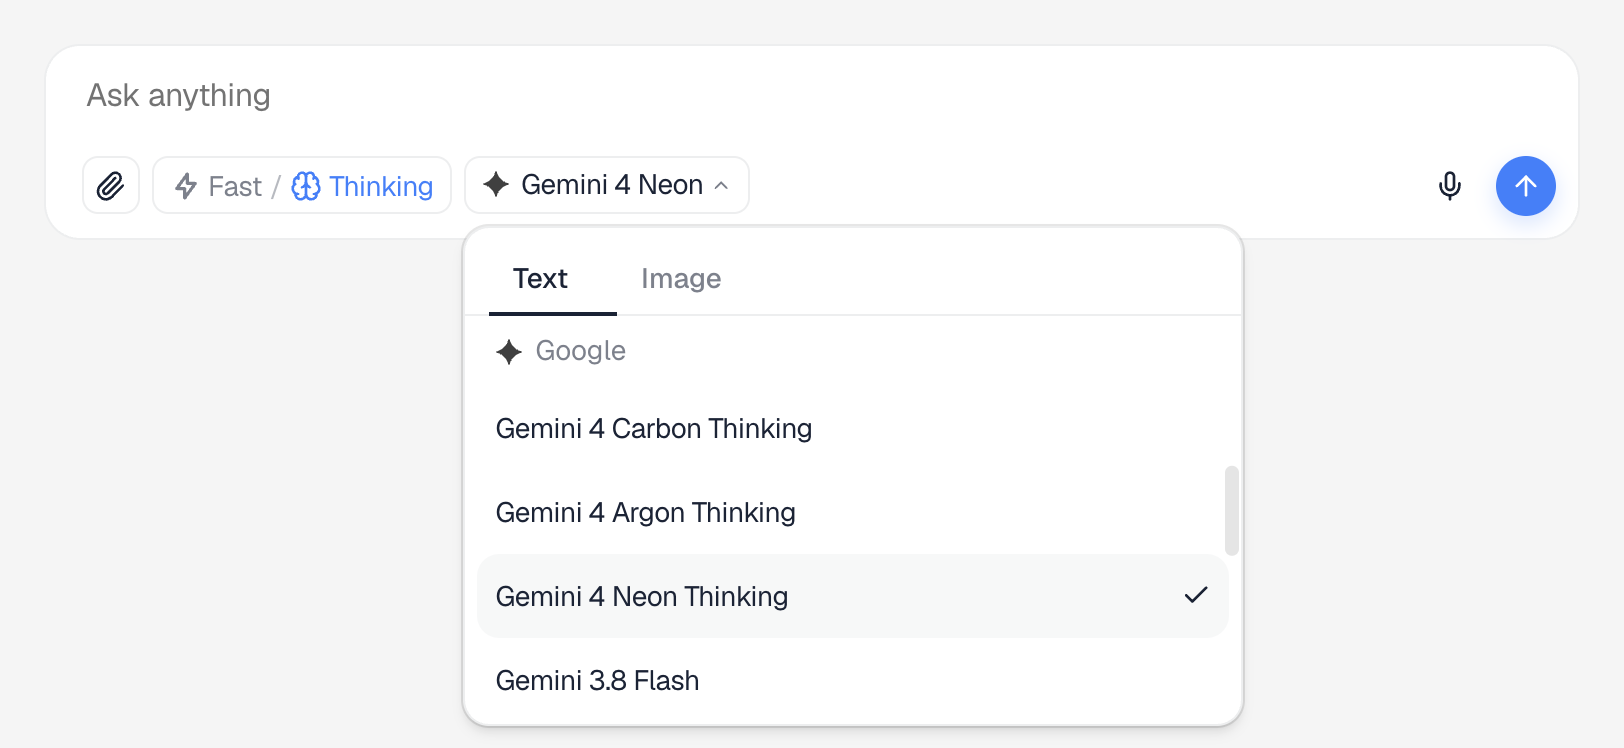 Ask anything
Fast / Thinking
Gemini 4 Neon
Text
Image
Google
Gemini 4 Carbon Thinking
Gemini 4 Argon Thinking
Gemini 4 Neon Thinking
Gemini 3.8 Flash